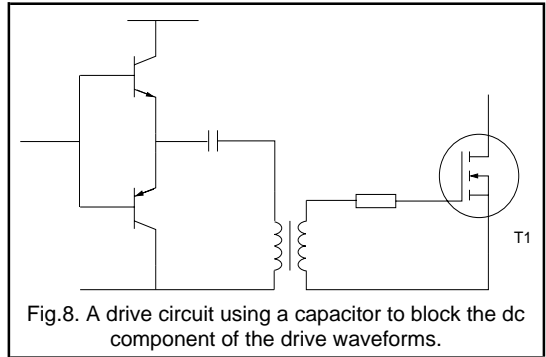 T1
Fig.8. A drive circuit using a capacitor to block the dc
component of the drive waveforms.